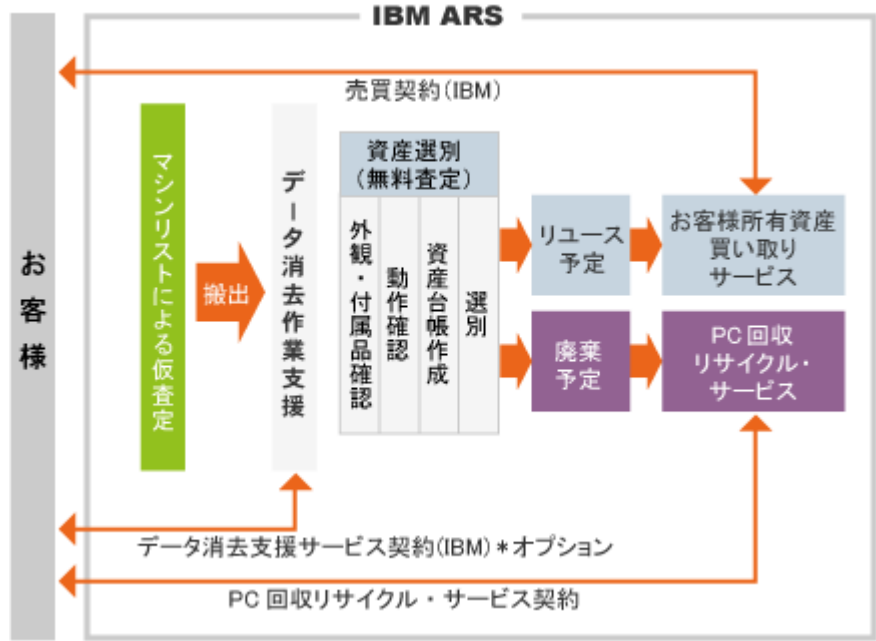 IBM ARS
売買契約(IBM)
お客様
マシンリストによる仮査定
搬出
データ消去作業支援
資産選別
(無料査定)
外観・付属品確認
動作確認
資産台帳作成
選別
リユース
予定
お客様所有資産
買い取り
サービス
廃棄
予定
PC回収
リサイクル・
サービス
データ消去支援サービス契約(IBM)*オプション
PC回収リサイクル・サービス契約